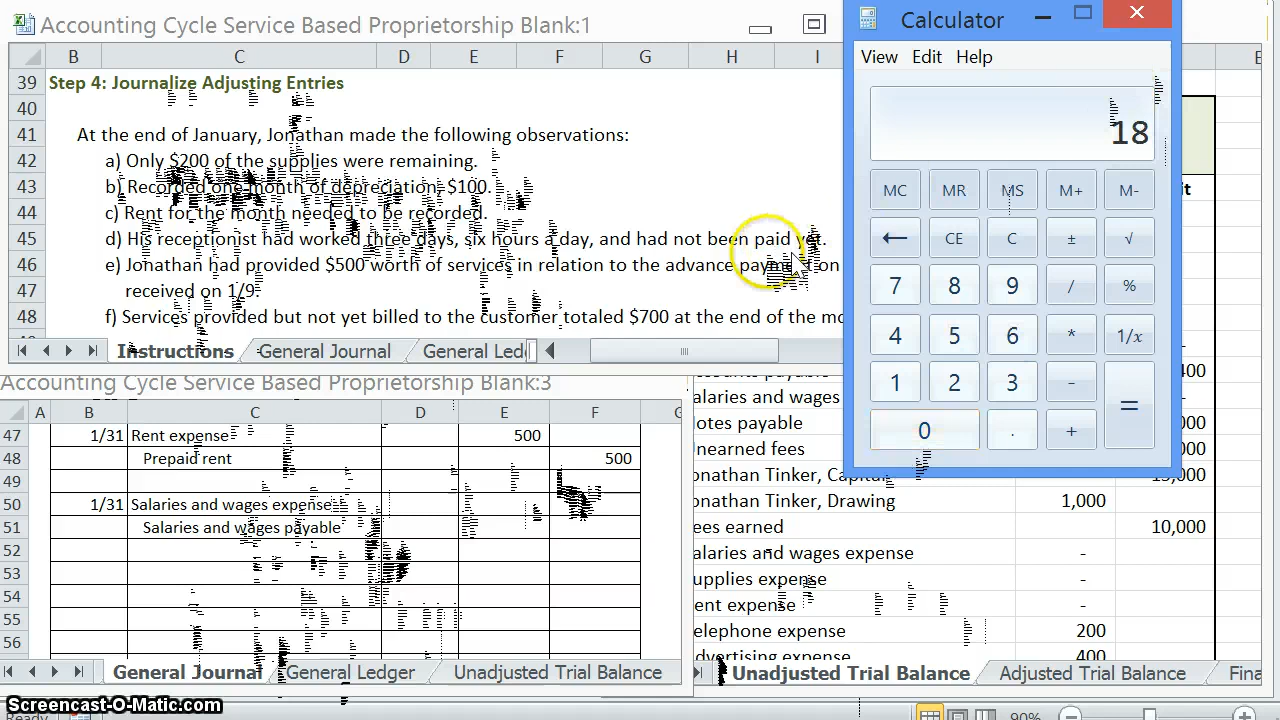 Accounting Cycle Service Based Proprietorship Blank:1
B C D E F G H I
39 Step 4: Journalize Adjusting Entries
40
41 At the end of January, Jonathan made the following observations:
42 a) Only $200 of the supplies were remaining.
43 b) Recorded one month of depreciation, $100.
44 c) Rent for the month needed to be recorded.
45 d) His receptionist had worked three days, six hours a day, and had not been paid yet.
46 e) Jonathan had provided $500 worth of services in relation to the advance payment on
47 received on 1/9.
48 f) Services provided but not yet billed to the customer totaled $700 at the end of the mo
Instructions General Journal General Led
Calculator
View Edit Help
18
MC MR MS M+ M-
← CE C ± √
7 8 9 / %
4 5 6 * 1/x
1 2 3 - =
0 . +
Accounting Cycle Service Based Proprietorship Blank:3
A B C D E F G
47 1/31 Rent expense 500
48 Prepaid rent 500
49
50 1/31 Salaries and wages expense
51 Salaries and wages payable
52
53
54
55
56
General Journal General Ledger Unadjusted Trial Balance
E
it
-
400
alaries and wages -
otes payable 000
nearned fees 000
onathan Tinker, Capit
onathan Tinker, Drawing 1,000
ees earned 10,000
alaries and wages expense -
upplies expense -
ent expense -
elephone expense 200
dvertising expense 400
Unadjusted Trial Balance Adjusted Trial Balance Fina
Screencast-O-Matic.com
Ready 90%